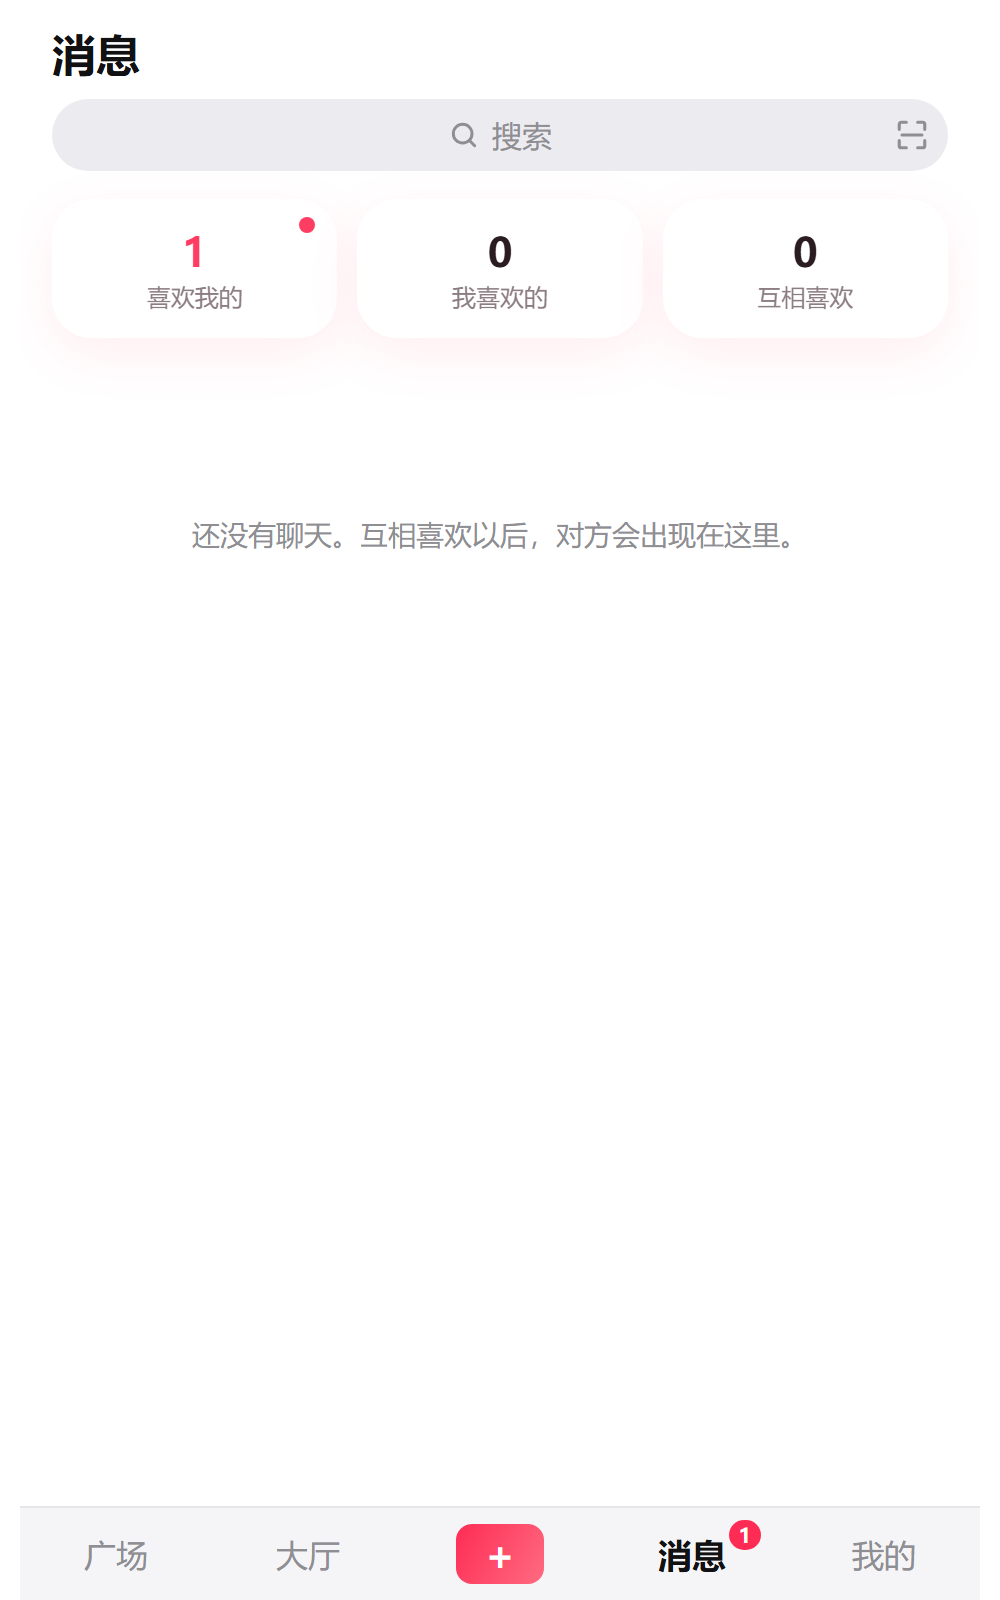 消息
搜索
1
喜欢我的
0
我喜欢的
0
互相喜欢
还没有聊天。互相喜欢以后，对方会出现在这里。
广场
大厅
+
消息
1
我的